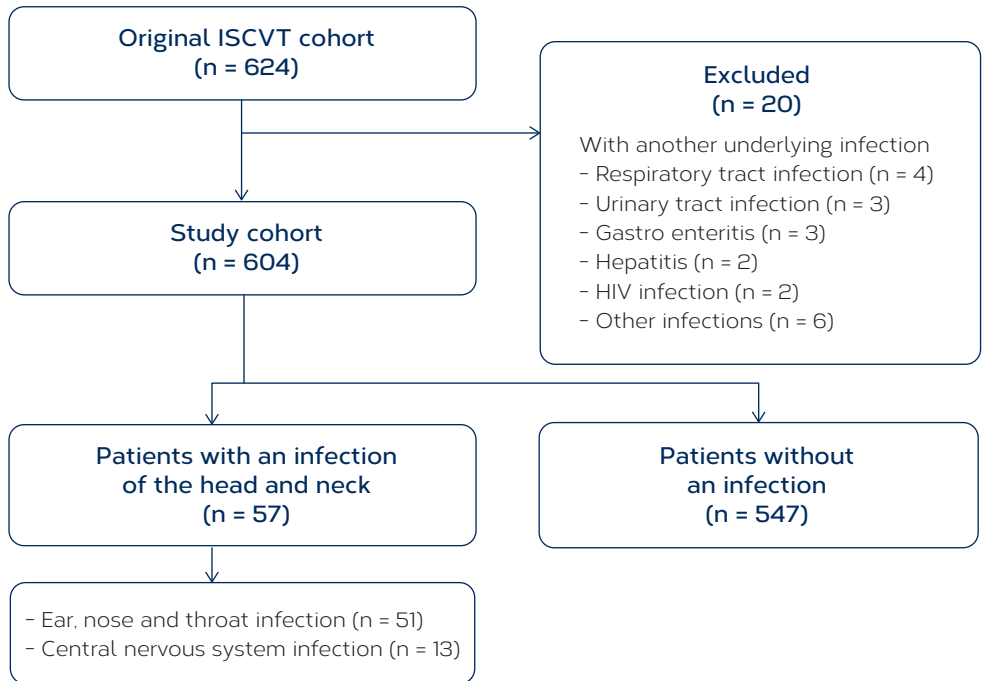 Original ISCVT cohort
(n = 624)
Excluded
(n = 20)
With another underlying infection
- Respiratory tract infection (n = 4)
- Urinary tract infection (n = 3)
- Gastro enteritis (n = 3)
- Hepatitis (n = 2)
- HIV infection (n = 2)
- Other infections (n = 6)
Study cohort
(n = 604)
Patients with an infection
of the head and neck
(n = 57)
Patients without
an infection
(n = 547)
- Ear, nose and throat infection (n = 51)
- Central nervous system infection (n = 13)